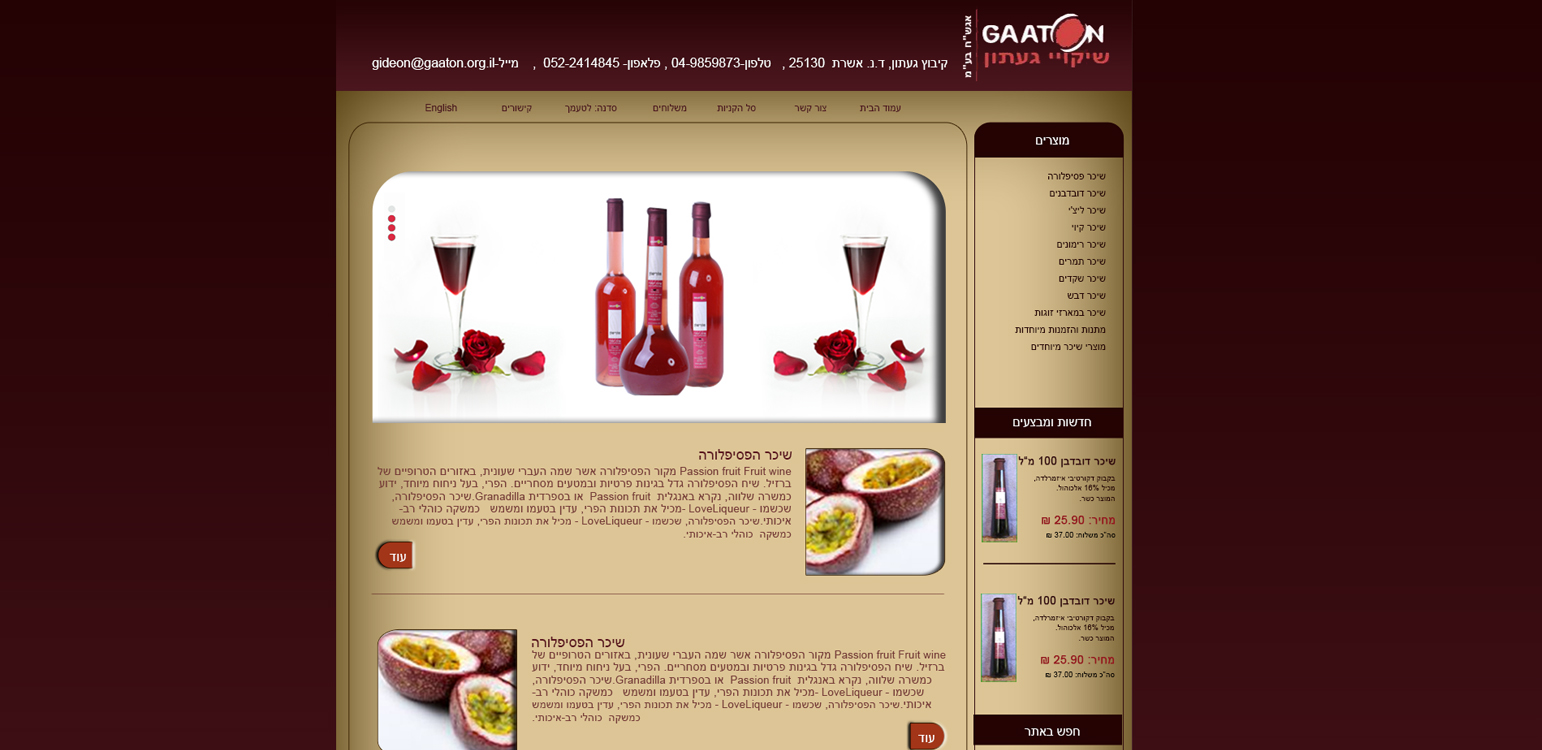 GAATON
שיקויי געתון
אגש"ח בע"מ
קיבוץ געתון, ד.נ. אשרת 25130 , טלפון-04-9859873 , פלאפון- 052-2414845 , מייל-gideon@gaaton.org.il
עמוד הבית
צור קשר
סל הקניות
משלוחים
סדנה: לטעמך
קישורים
English
מוצרים
שיכר פסיפלורה
שיכר דובדבנים
שיכר ליצ'י
שיכר קיווי
שיכר רימונים
שיכר תמרים
שיכר שקדים
שיכר דבש
שיכר במארזי זוגות
מתנות והזמנות מיוחדות
מוצרי שיכר מיוחדים
חדשות ומבצעים
שיכר דובדבן 100 מ"ל
בקבוק דקורטיבי איזמרלדה,
מכיל 16% אלכוהול.
המוצר כשר.
מחיר: 25.90 ₪
סה"כ משלוח: 37.00 ₪
שיכר דובדבן 100 מ"ל
בקבוק דקורטיבי איזמרלדה,
מכיל 16% אלכוהול.
המוצר כשר.
מחיר: 25.90 ₪
סה"כ משלוח: 37.00 ₪
חפש באתר
שיכר הפסיפלורה
Passion fruit Fruit wine מקור הפסיפלורה אשר שמה העברי שעונית, באזורים הטרופיים של
ברזיל. שיח הפסיפלורה גדל בגינות פרטיות ובמטעים מסחריים. הפרי, בעל ניחוח מיוחד, ידוע
כמשרה שלווה, נקרא באנגלית Passion fruit או בספרדית Granadilla.שיכר הפסיפלורה,
שכשמו - LoveLiqueur -מכיל את תכונות הפרי, עדין בטעמו ומשמש כמשקה כוהלי רב-
איכותי.שיכר הפסיפלורה, שכשמו - LoveLiqueur - מכיל את תכונות הפרי, עדין בטעמו ומשמש
כמשקה כוהלי רב-איכותי.
עוד
שיכר הפסיפלורה
Passion fruit Fruit wine מקור הפסיפלורה אשר שמה העברי שעונית, באזורים הטרופיים של
ברזיל. שיח הפסיפלורה גדל בגינות פרטיות ובמטעים מסחריים. הפרי, בעל ניחוח מיוחד, ידוע
כמשרה שלווה, נקרא באנגלית Passion fruit או בספרדית Granadilla.שיכר הפסיפלורה,
שכשמו - LoveLiqueur -מכיל את תכונות הפרי, עדין בטעמו ומשמש כמשקה כוהלי רב-
איכותי.שיכר הפסיפלורה, שכשמו - LoveLiqueur - מכיל את תכונות הפרי, עדין בטעמו ומשמש
כמשקה כוהלי רב-איכותי.
עוד